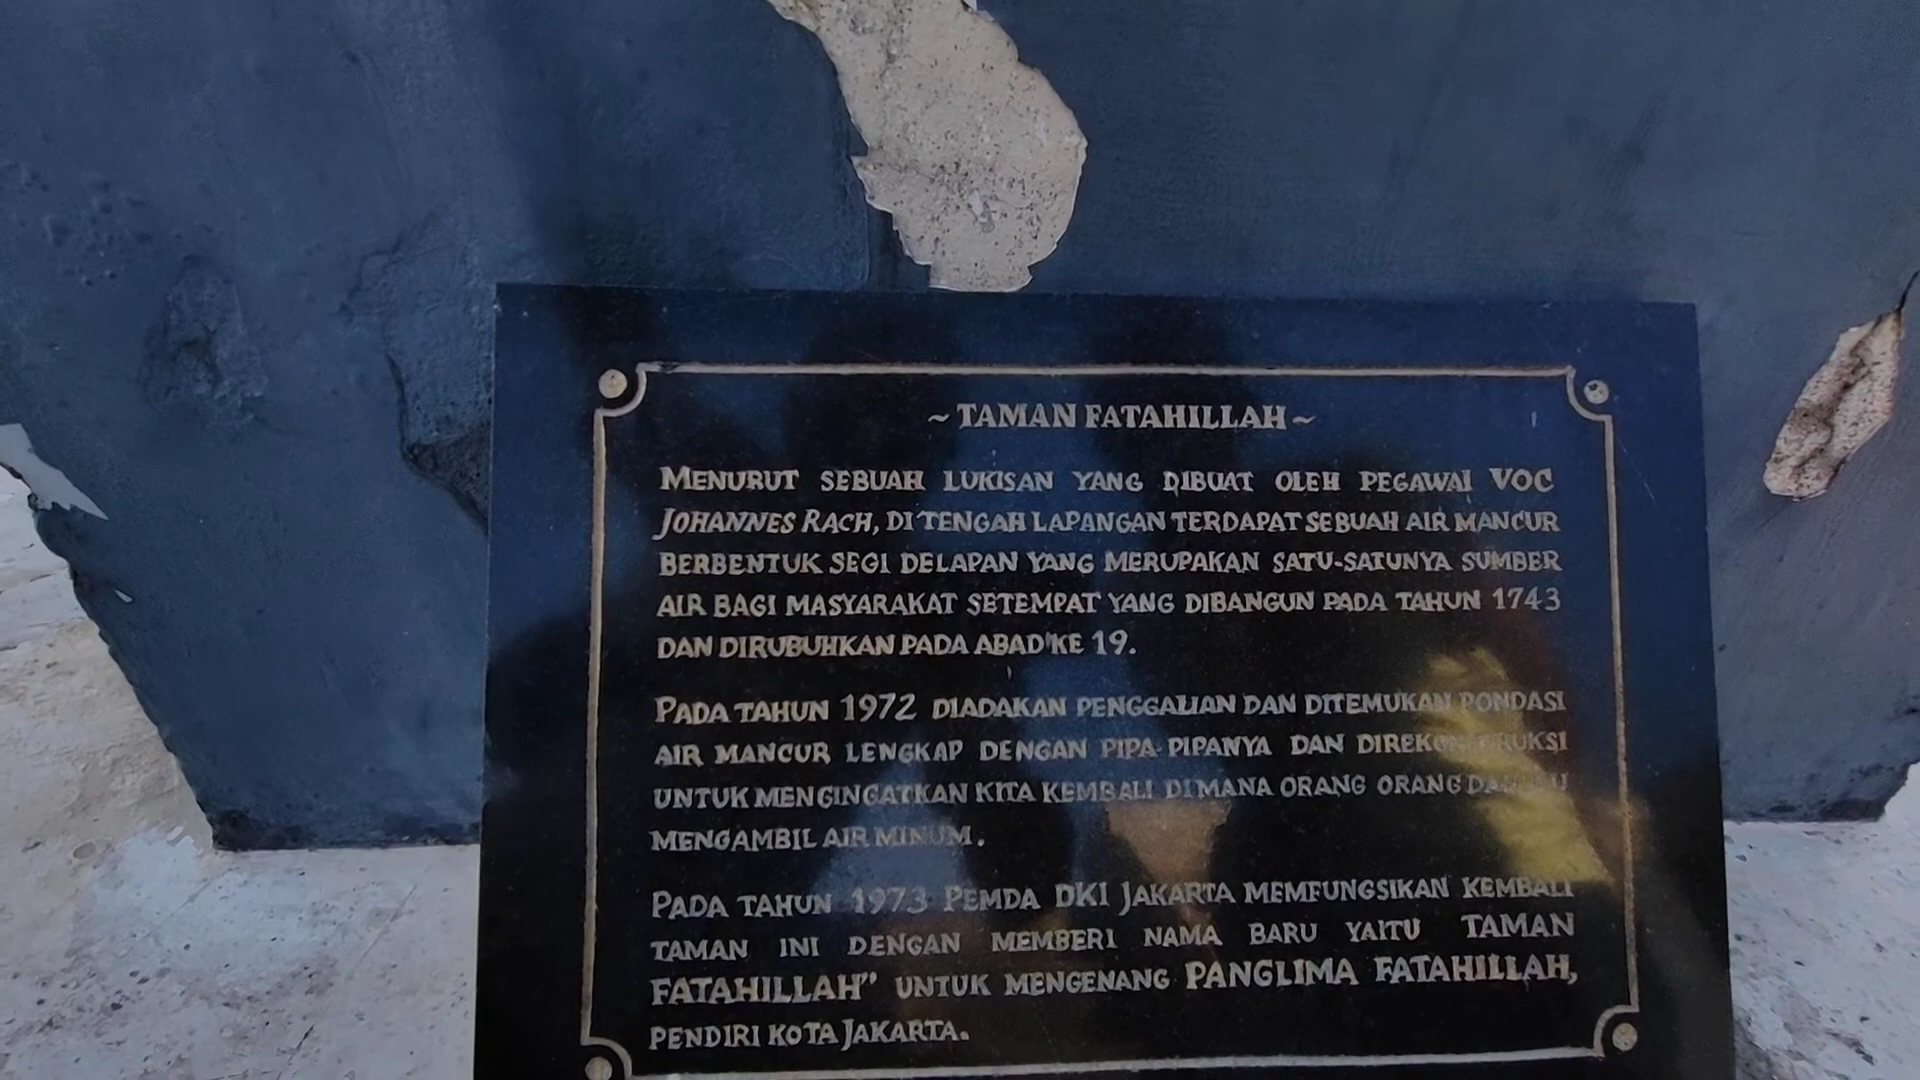 ~ TAMAN FATAHILLAH ~
MENURUT SEBUAH LUKISAN YANG DIBUAT OLEH PEGAWAI VOC
JOHANNES RACH, DI TENGAH LAPANGAN TERDAPAT SEBUAH AIR MANCUR
BERBENTUK SEGI DELAPAN YANG MERUPAKAN SATU-SATUNYA SUMBER
AIR BAGI MASYARAKAT SETEMPAT YANG DIBANGUN PADA TAHUN 1743
DAN DIRUBUHKAN PADA ABAD KE 19.
PADA TAHUN 1972 DIADAKAN PENGGALIAN DAN DITEMUKAN PONDASI
AIR MANCUR LENGKAP DENGAN PIPA-PIPANYA DAN DIREKONSTRUKSI
UNTUK MENGINGATKAN KITA KEMBALI DIMANA ORANG ORANG DAHULU
MENGAMBIL AIR MINUM.
PADA TAHUN 1973 PEMDA DKI JAKARTA MEMFUNGSIKAN KEMBALI
TAMAN INI DENGAN MEMBERI NAMA BARU YAITU TAMAN
FATAHILLAH” UNTUK MENGENANG PANGLIMA FATAHILLAH,
PENDIRI KOTA JAKARTA.